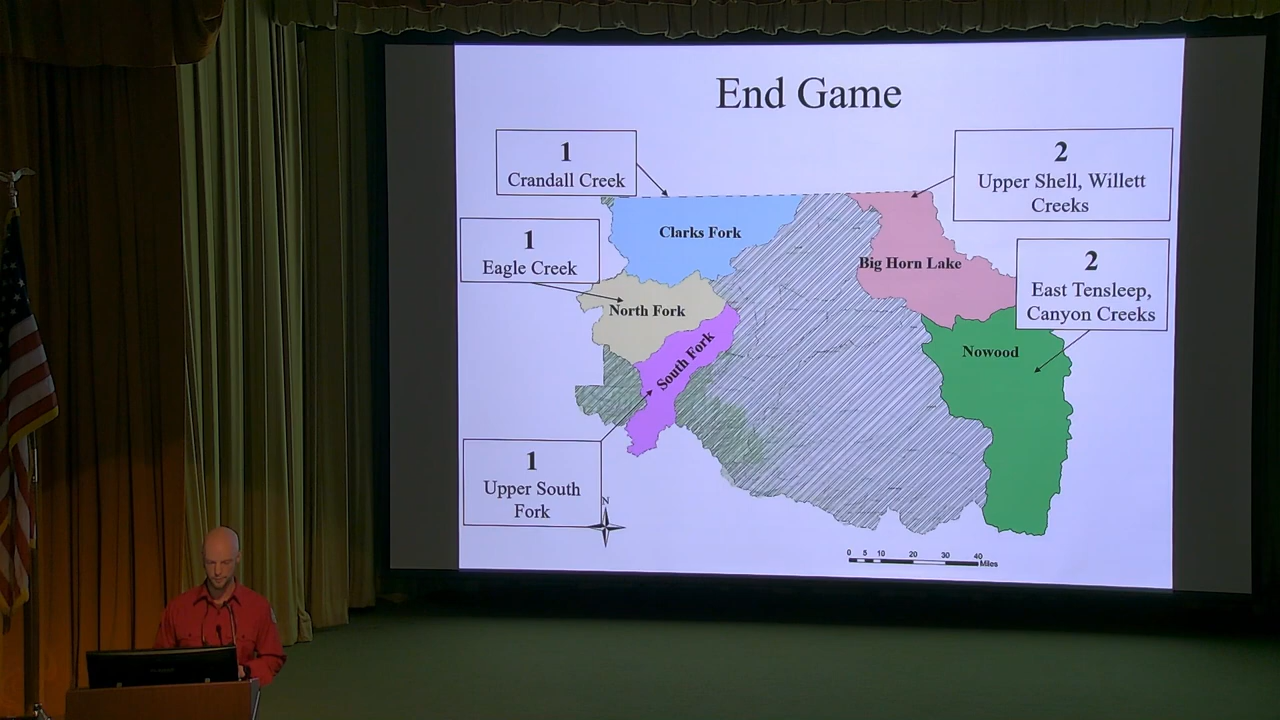 End Game
1
Crandall Creek
2
Upper Shell, Willett
Creeks
1
Eagle Creek
Clarks Fork
Big Horn Lake
2
East Tensleep,
Canyon Creeks
North Fork
South Fork
Nowood
1
Upper South
Fork
N
0 5 10 20 30 40
Miles